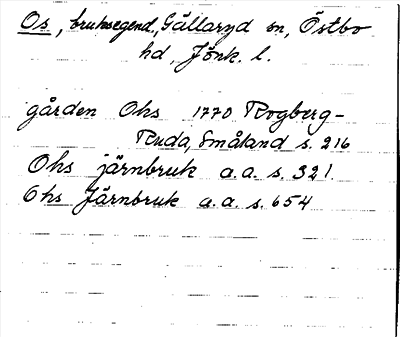 Os, bruksegend., Gällaryd sn, Östbo
hd, Jönk. l.
gården Ohs 1770 Rogberg-
Ruda, Småland s. 216
Ohs järnbruk a.a. s. 321.
Ohs Järnbruk a.a. s. 654